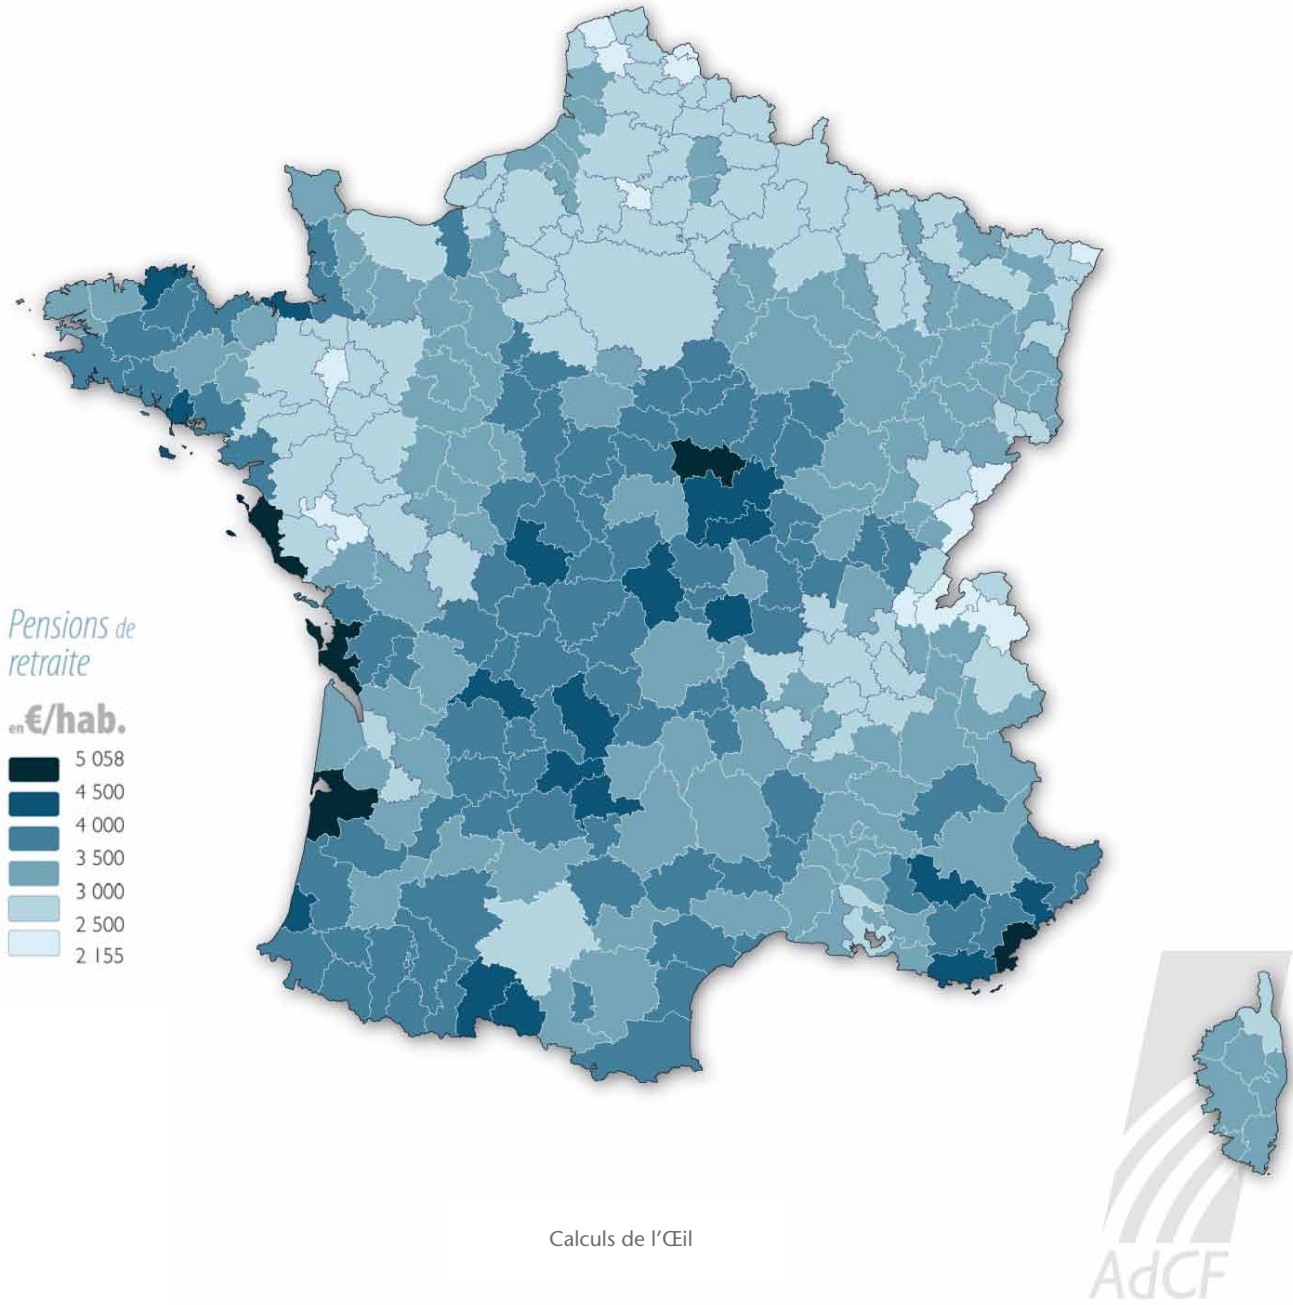 Pensions de
retraite
en €/hab.
5 058
4 500
4 000
3 500
3 000
2 500
2 155
Calculs de l’Œil
AdCF